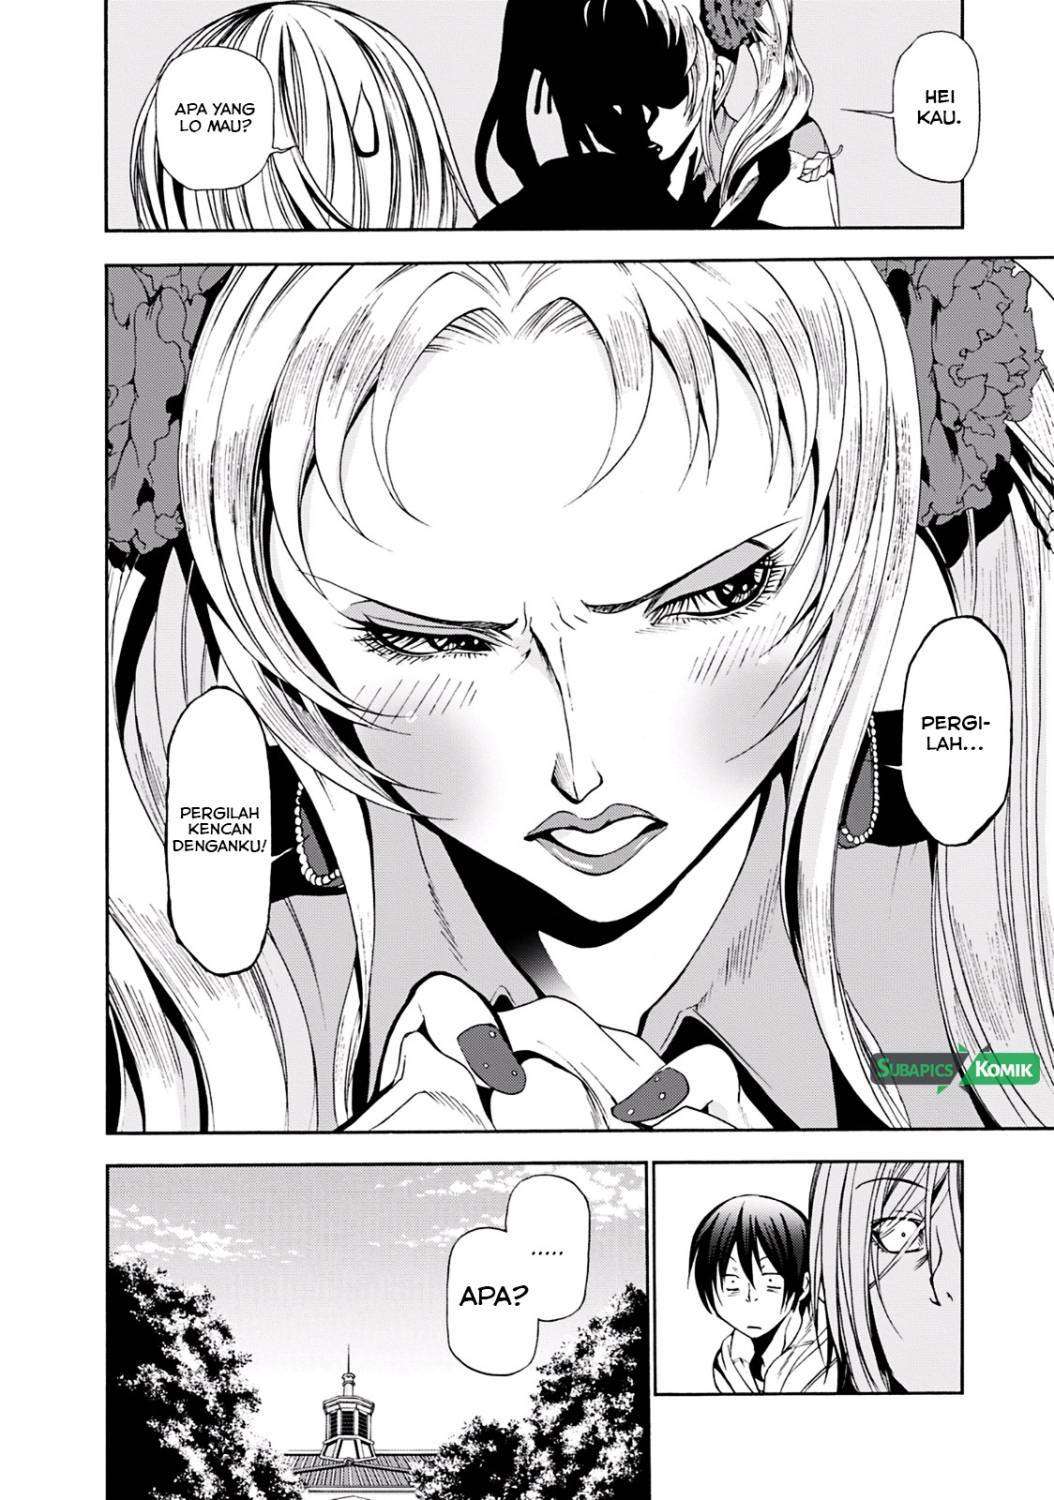 HEI
KAU.
APA YANG
LO MAU?
PERGI-
LAH...
PERGILAH
KENCAN
DENGANKU!
SUBAPICS KOMIK
.....
APA?